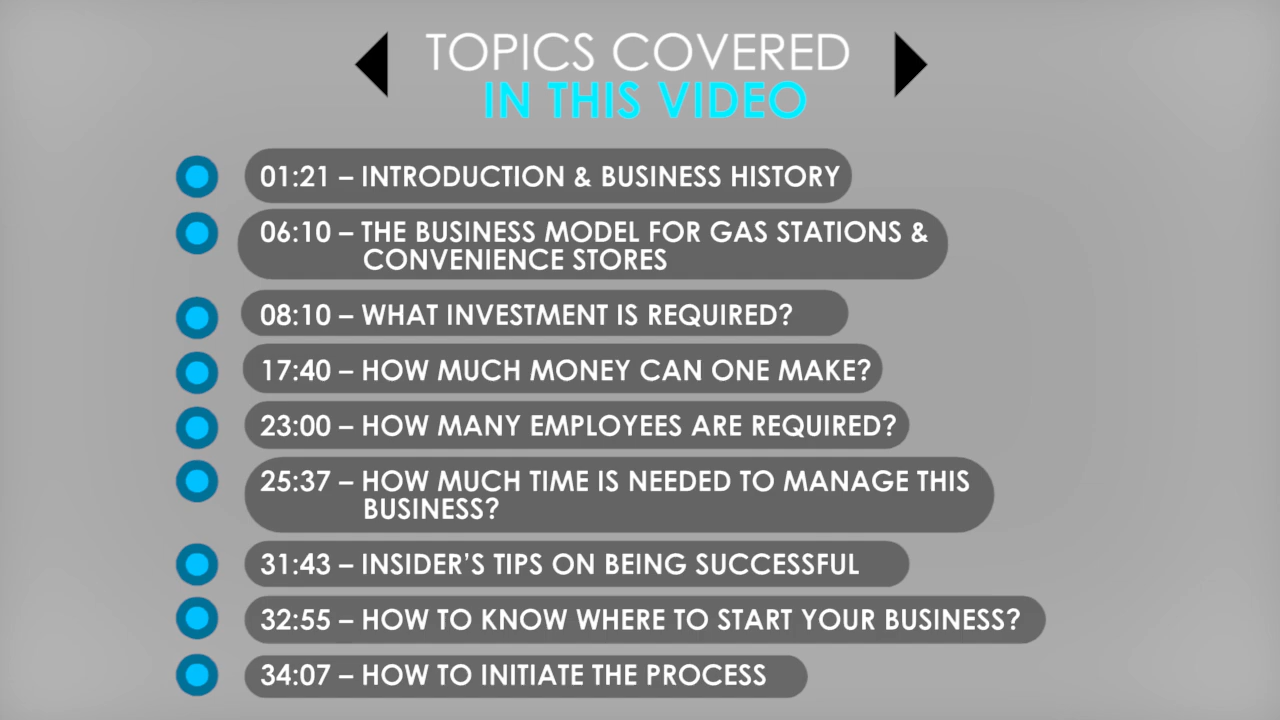 TOPICS COVERED
IN THIS VIDEO
01:21 – INTRODUCTION & BUSINESS HISTORY
06:10 – THE BUSINESS MODEL FOR GAS STATIONS &
CONVENIENCE STORES
08:10 – WHAT INVESTMENT IS REQUIRED?
17:40 – HOW MUCH MONEY CAN ONE MAKE?
23:00 – HOW MANY EMPLOYEES ARE REQUIRED?
25:37 – HOW MUCH TIME IS NEEDED TO MANAGE THIS
BUSINESS?
31:43 – INSIDER'S TIPS ON BEING SUCCESSFUL
32:55 – HOW TO KNOW WHERE TO START YOUR BUSINESS?
34:07 – HOW TO INITIATE THE PROCESS